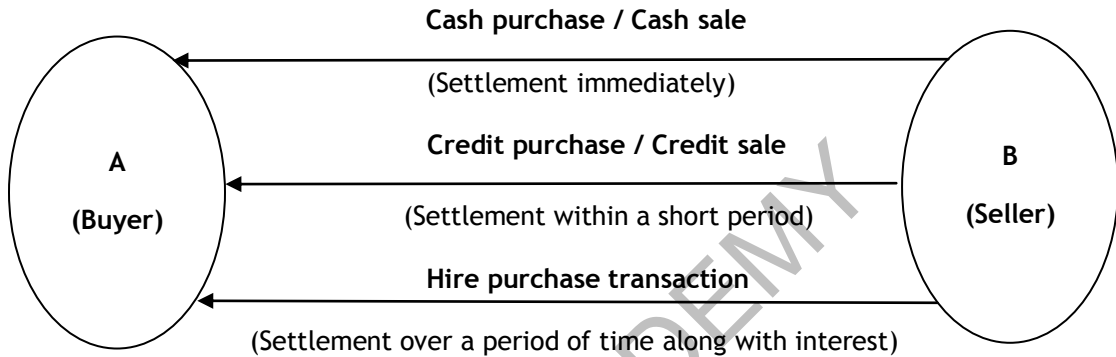 Cash purchase / Cash sale
(Settlement immediately)
Credit purchase / Credit sale
A
(Buyer)
B
(Seller)
(Settlement within a short period)
Hire purchase transaction
(Settlement over a period of time along with interest)
DEMY